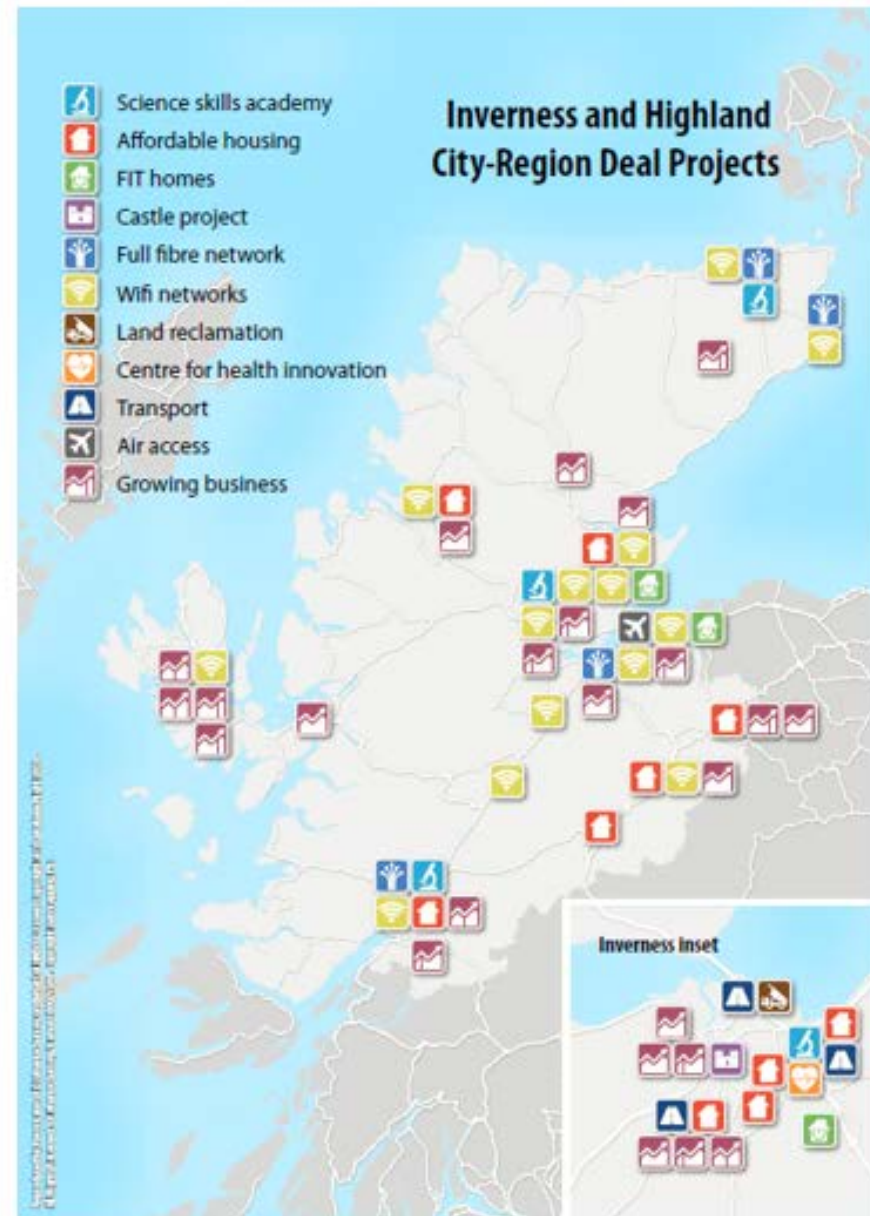 Inverness and Highland
City-Region Deal Projects
Science skills academy
Affordable housing
FIT homes
Castle project
Full fibre network
Wifi networks
Land reclamation
Centre for health innovation
Transport
Air access
Growing business
Inverness inset